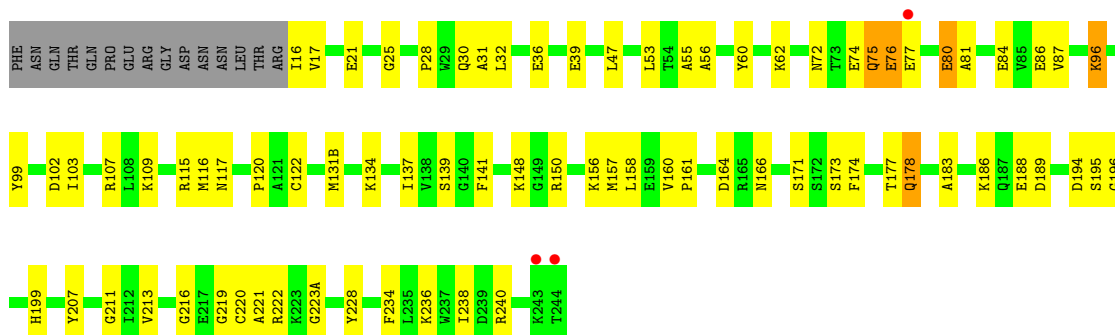 PHE ASN GLN THR GLN PRO GLU ARG GLY ASP ASN ASN LEU THR ARG I16 V17 E21 G25 P28 W29 Q30 A31 L32 E36 E39 L47 L53 T54 A55 A56 Y60 K62 N72 T73 E74 Q75 E76 E77 E80 A81 E84 V85 E86 V87 K96
Y99 D102 I103 R107 L108 K109 R115 M116 N117 P120 A121 C122 M131B K134 I137 V138 S139 G140 F141 K148 G149 R150 K156 M157 L158 E159 V160 P161 D164 R165 N166 S171 S172 S173 F174 T177 Q178 A183 K186 Q187 E188 D189 D194 S195 G196
H199 Y207 G211 I212 V213 G216 E217 G219 C220 A221 R222 K223 G223A Y228 F234 L235 K236 W237 I238 D239 R240 K243 T244